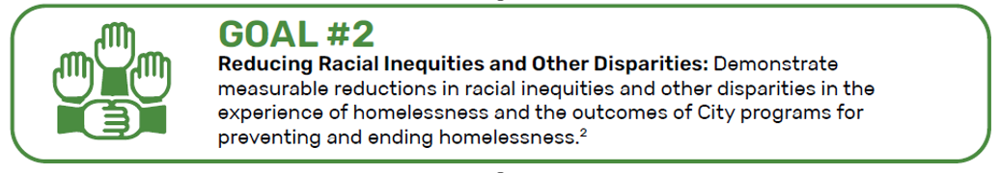 GOAL #2
Reducing Racial Inequities and Other Disparities: Demonstrate
measurable reductions in racial inequities and other disparities in the
experience of homelessness and the outcomes of City programs for
preventing and ending homelessness.²